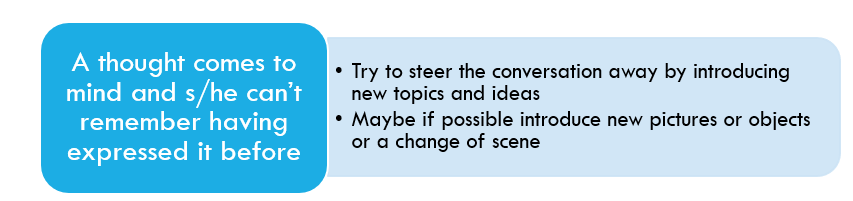 A thought comes to
mind and s/he can't
remember having
expressed it before
• Try to steer the conversation away by introducing
new topics and ideas
• Maybe if possible introduce new pictures or objects
or a change of scene